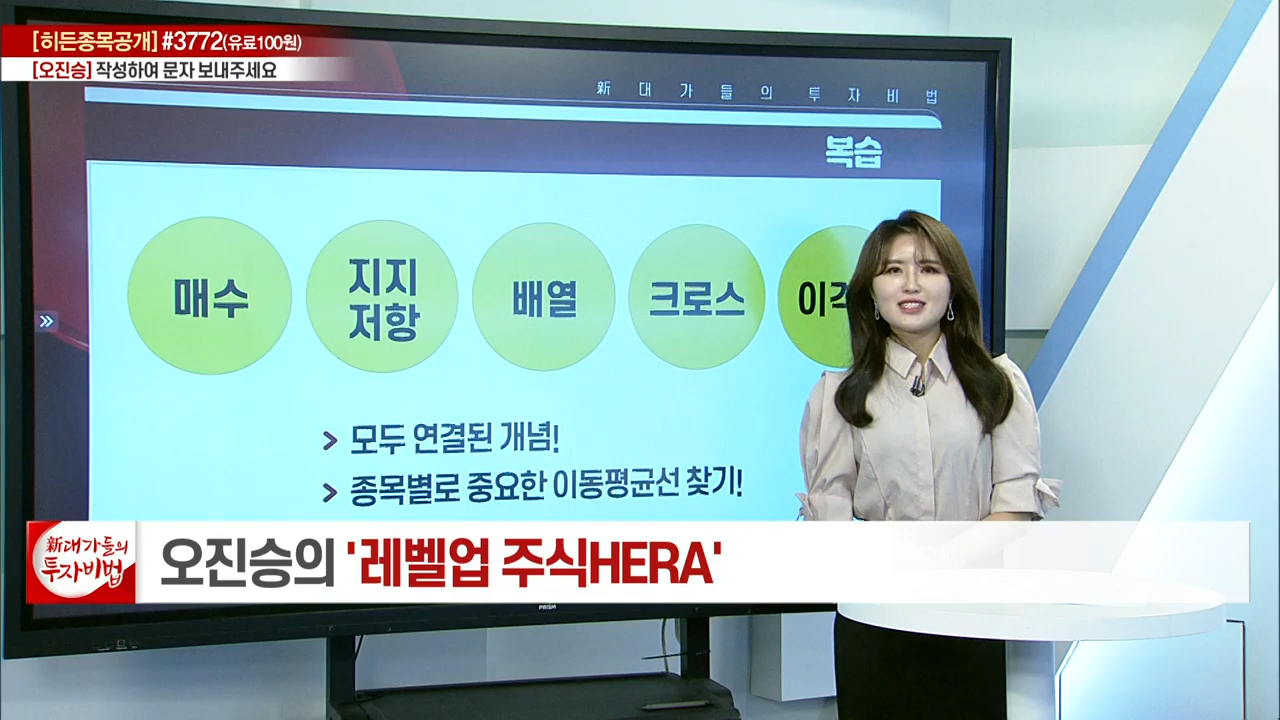 [히든종목공개] #3772(유료100원)
[오진승] 작성하여 문자 보내주세요
新 대 가 들 의 투 자 비 법
복습
매수
지지
저항
배열
크로스
모두 연결된 개념!
종목별로 중요한 이동평균선 찾기!
新대가들의
투자비법
오진승의 '레벨업 주식HERA'
PRISM